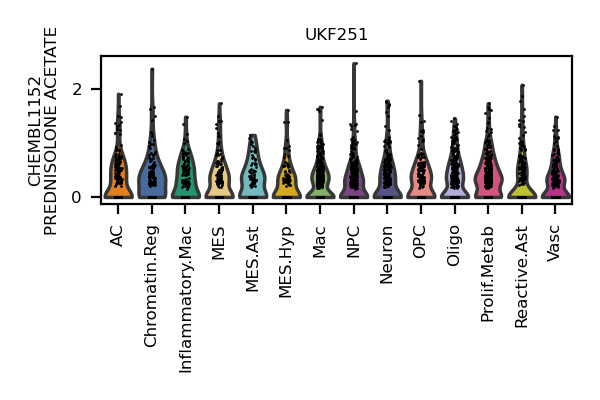 UKF251
CHEMBL1152
PREDNISOLONE ACETATE
2
0
AC
Chromatin.Reg
Inflammatory.Mac
MES
MES.Ast
MES.Hyp
Mac
NPC
Neuron
OPC
Oligo
Prolif.Metab
Reactive.Ast
Vasc